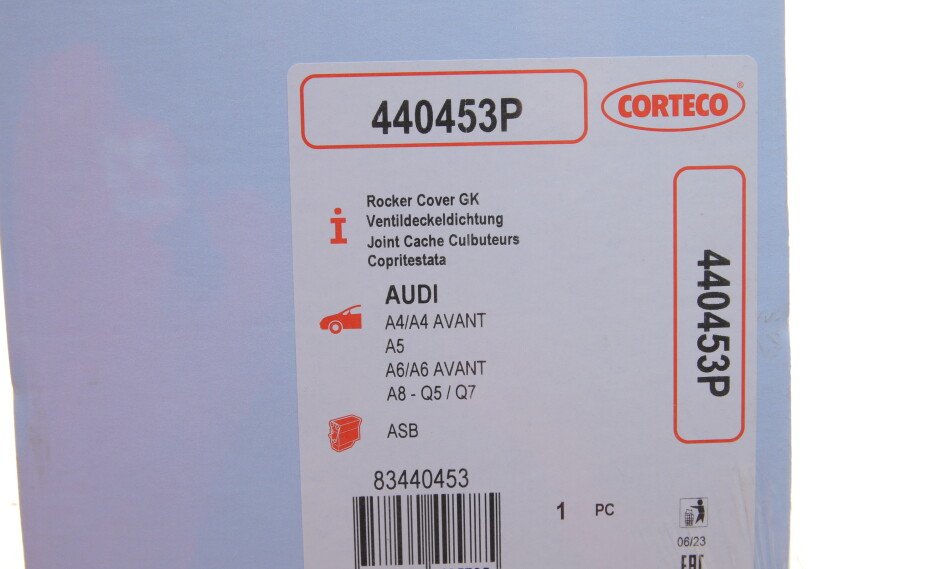 440453P
CORTECO®
Rocker Cover GK
Ventildeckeldichtung
Joint Cache Culbuteurs
Copritestata
440453P
AUDI
A4/A4 AVANT
A5
A6/A6 AVANT
A8 - Q5 / Q7
ASB
83440453
1 PC
06/23
EAC